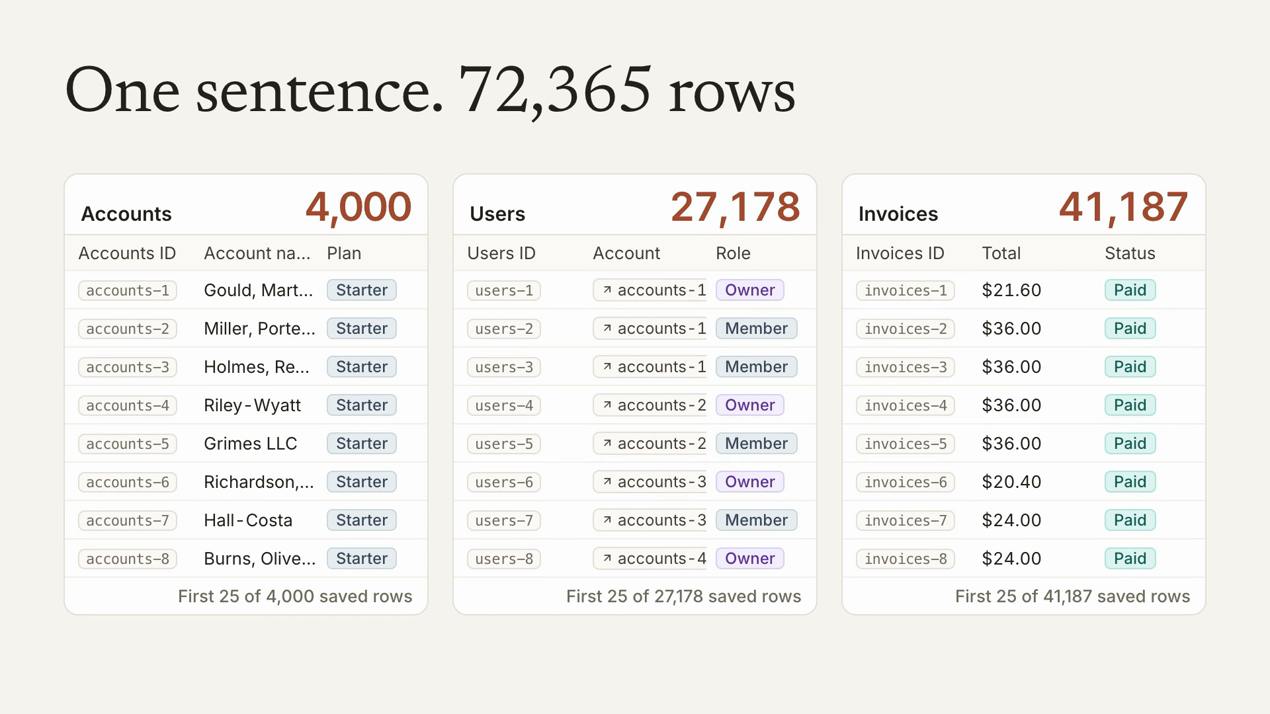 One sentence. 72,365 rows
Accounts 4,000
Accounts ID Account na... Plan
accounts-1 Gould, Mart... Starter
accounts-2 Miller, Porte... Starter
accounts-3 Holmes, Re... Starter
accounts-4 Riley-Wyatt Starter
accounts-5 Grimes LLC Starter
accounts-6 Richardson,... Starter
accounts-7 Hall-Costa Starter
accounts-8 Burns, Olive... Starter
First 25 of 4,000 saved rows
Users 27,178
Users ID Account Role
users-1 ↗ accounts-1 Owner
users-2 ↗ accounts-1 Member
users-3 ↗ accounts-1 Member
users-4 ↗ accounts-2 Owner
users-5 ↗ accounts-2 Member
users-6 ↗ accounts-3 Owner
users-7 ↗ accounts-3 Member
users-8 ↗ accounts-4 Owner
First 25 of 27,178 saved rows
Invoices 41,187
Invoices ID Total Status
invoices-1 $21.60 Paid
invoices-2 $36.00 Paid
invoices-3 $36.00 Paid
invoices-4 $36.00 Paid
invoices-5 $36.00 Paid
invoices-6 $20.40 Paid
invoices-7 $24.00 Paid
invoices-8 $24.00 Paid
First 25 of 41,187 saved rows